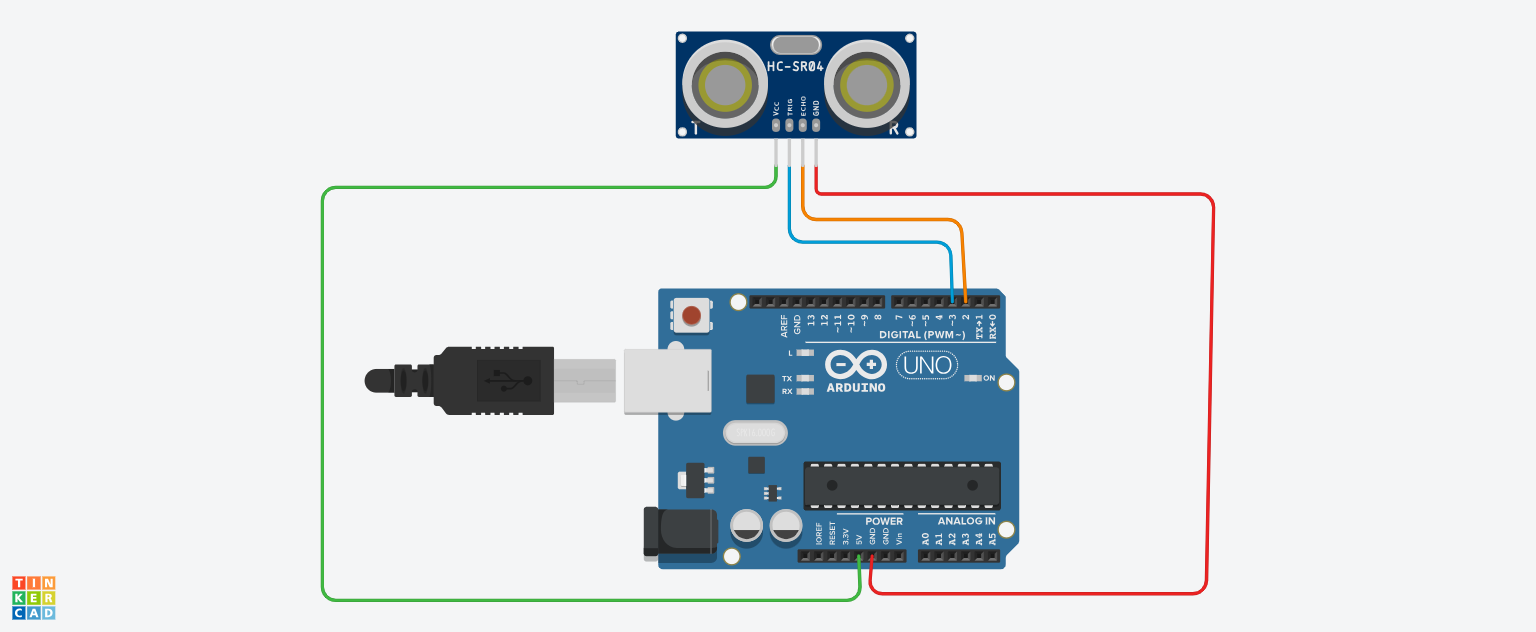 HC-SR04
VCC
TRIG
ECHO
GND
T
R
AREF
GND
13
12
~11
~10
~9
8
7
~6
~5
4
~3
2
TX→1
RX←0
DIGITAL (PWM~)
L
TX
RX
ARDUINO
UNO
ON
POWER
ANALOG IN
IOREF
RESET
3.3V
5V
GND
GND
Vin
A0
A1
A2
A3
A4
A5
TIN
KER
CAD